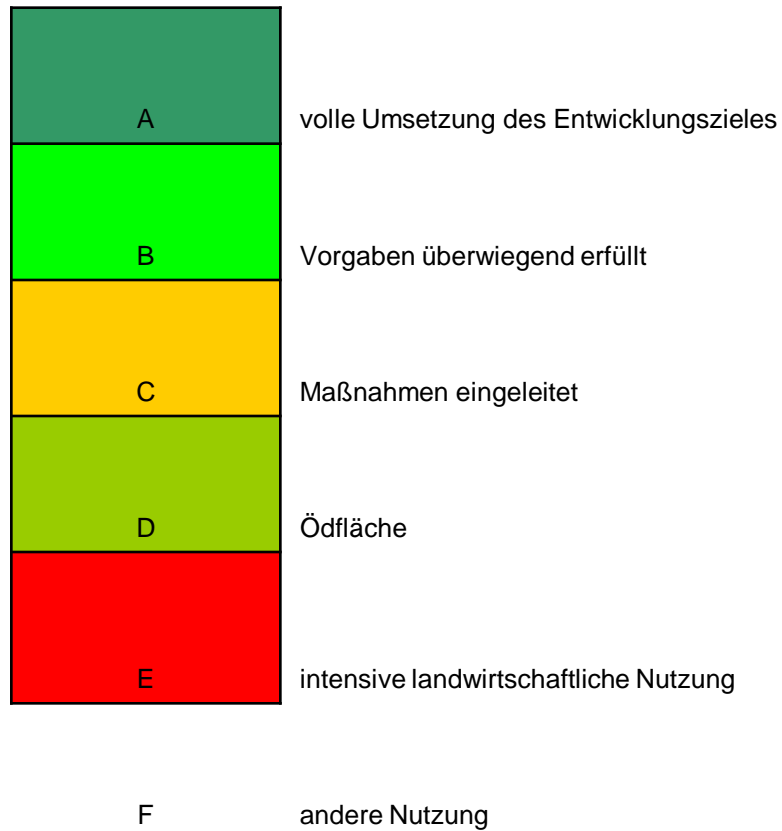 A volle Umsetzung des Entwicklungszieles
B Vorgaben überwiegend erfüllt
C Maßnahmen eingeleitet
D Ödfläche
E intensive landwirtschaftliche Nutzung
F andere Nutzung